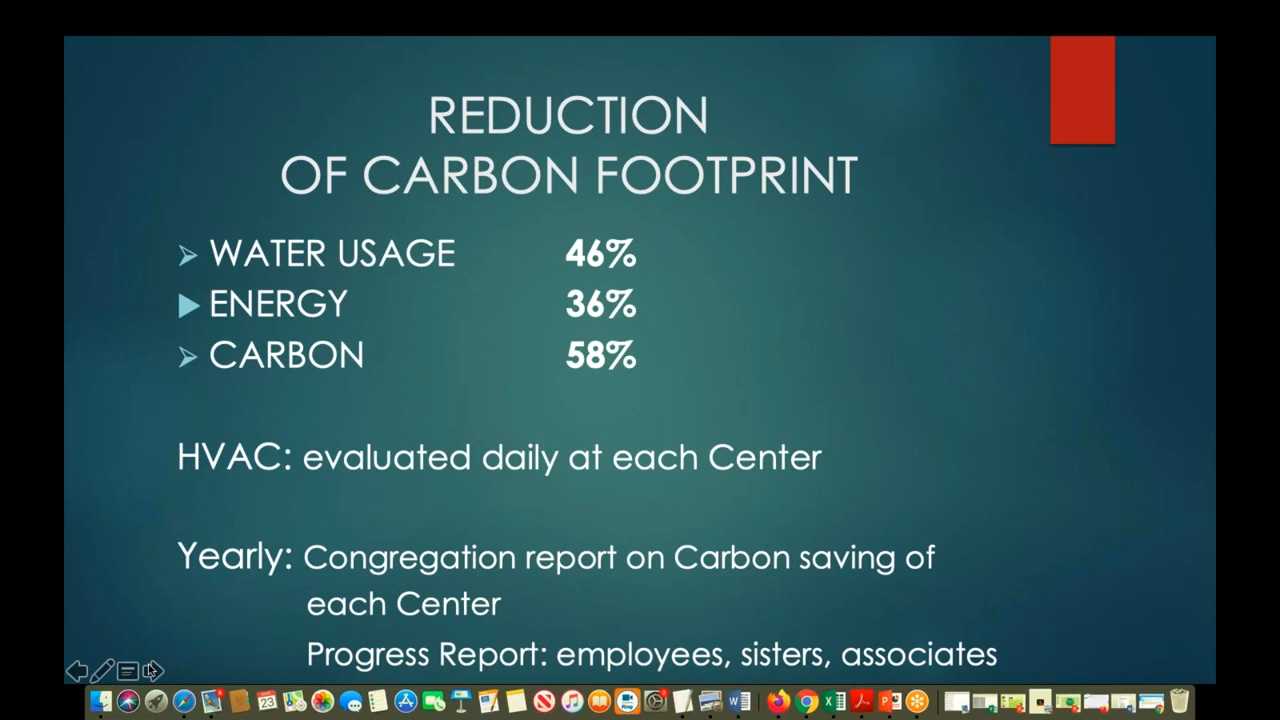 REDUCTION
OF CARBON FOOTPRINT
WATER USAGE 46%
ENERGY 36%
CARBON 58%
HVAC: evaluated daily at each Center
Yearly: Congregation report on Carbon saving of
each Center
Progress Report: employees, sisters, associates
23